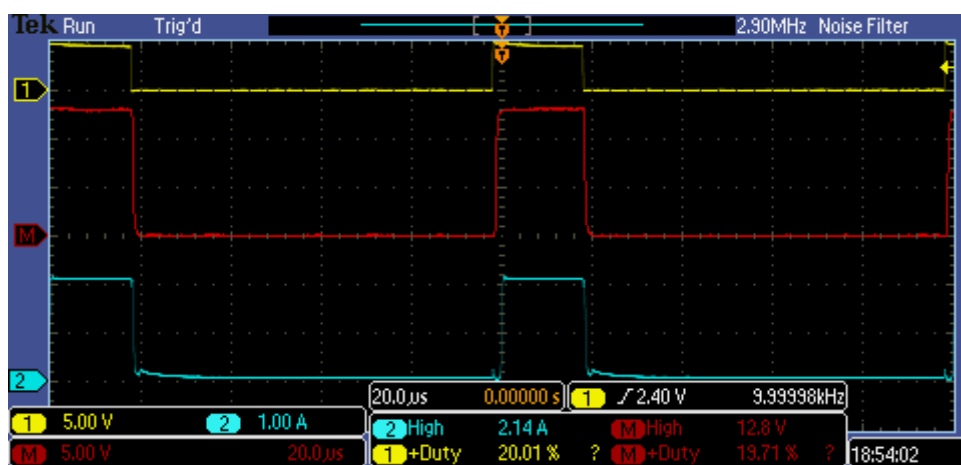 Tek Run Trig'd 2.90MHz Noise Filter
T
T
1
M
2
20.0µs 0.00000 s 1 2.40 V 9.99998kHz
1 5.00 V 2 1.00 A
2 High 2.14 A M High 12.8 V
M 5.00 V 20.0µs 1 +Duty 20.01 % ? M +Duty 19.71 % ? 18:54:02